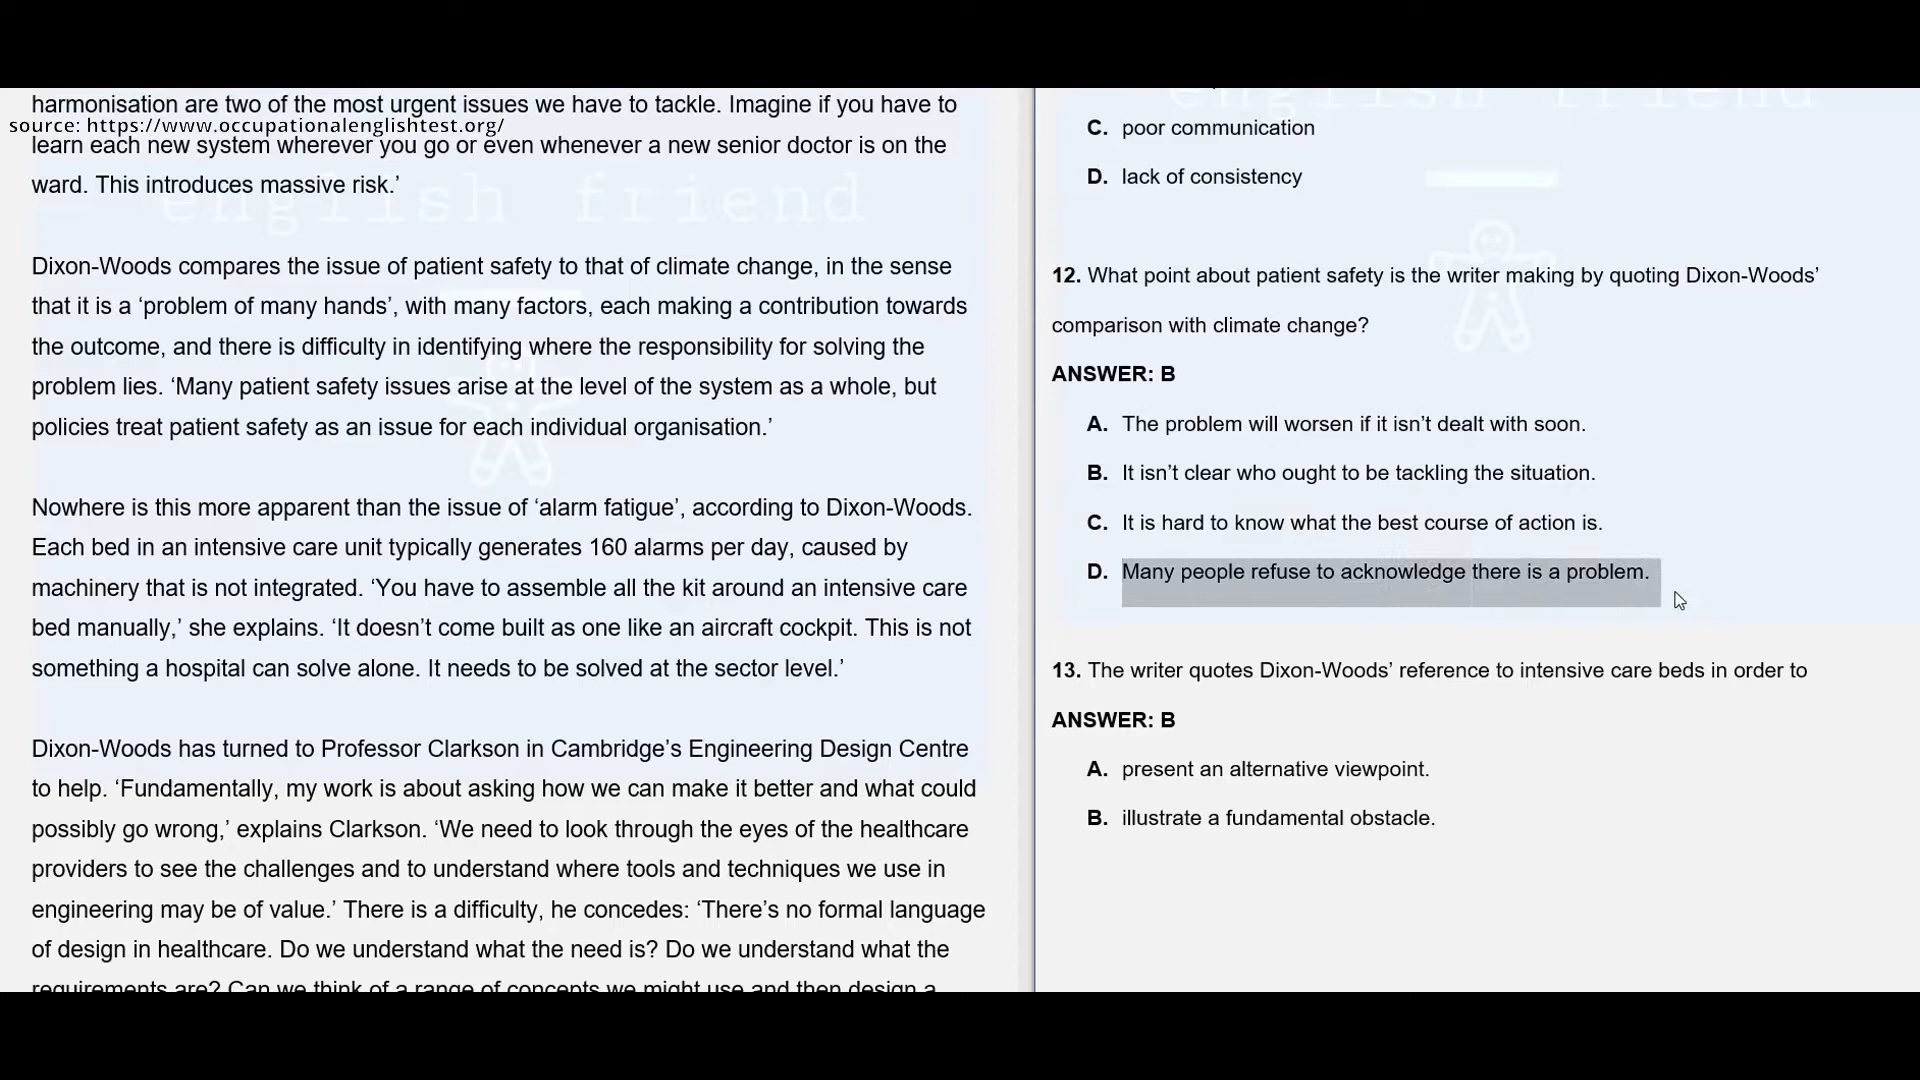 harmonisation are two of the most urgent issues we have to tackle. Imagine if you have to
source: https://www.occupationalenglishtest.org/
learn each new system wherever you go or even whenever a new senior doctor is on the
ward. This introduces massive risk.’
english friend
Dixon-Woods compares the issue of patient safety to that of climate change, in the sense
that it is a ‘problem of many hands’, with many factors, each making a contribution towards
the outcome, and there is difficulty in identifying where the responsibility for solving the
problem lies. ‘Many patient safety issues arise at the level of the system as a whole, but
policies treat patient safety as an issue for each individual organisation.’
Nowhere is this more apparent than the issue of ‘alarm fatigue’, according to Dixon-Woods.
Each bed in an intensive care unit typically generates 160 alarms per day, caused by
machinery that is not integrated. ‘You have to assemble all the kit around an intensive care
bed manually,’ she explains. ‘It doesn’t come built as one like an aircraft cockpit. This is not
something a hospital can solve alone. It needs to be solved at the sector level.’
Dixon-Woods has turned to Professor Clarkson in Cambridge’s Engineering Design Centre
to help. ‘Fundamentally, my work is about asking how we can make it better and what could
possibly go wrong,’ explains Clarkson. ‘We need to look through the eyes of the healthcare
providers to see the challenges and to understand where tools and techniques we use in
engineering may be of value.’ There is a difficulty, he concedes: ‘There’s no formal language
of design in healthcare. Do we understand what the need is? Do we understand what the
requirements are? Can we think of a range of concepts we might use and then design a
english friend
C. poor communication
D. lack of consistency
12. What point about patient safety is the writer making by quoting Dixon-Woods’
comparison with climate change?
ANSWER: B
A. The problem will worsen if it isn’t dealt with soon.
B. It isn’t clear who ought to be tackling the situation.
C. It is hard to know what the best course of action is.
D. Many people refuse to acknowledge there is a problem.
13. The writer quotes Dixon-Woods’ reference to intensive care beds in order to
ANSWER: B
A. present an alternative viewpoint.
B. illustrate a fundamental obstacle.